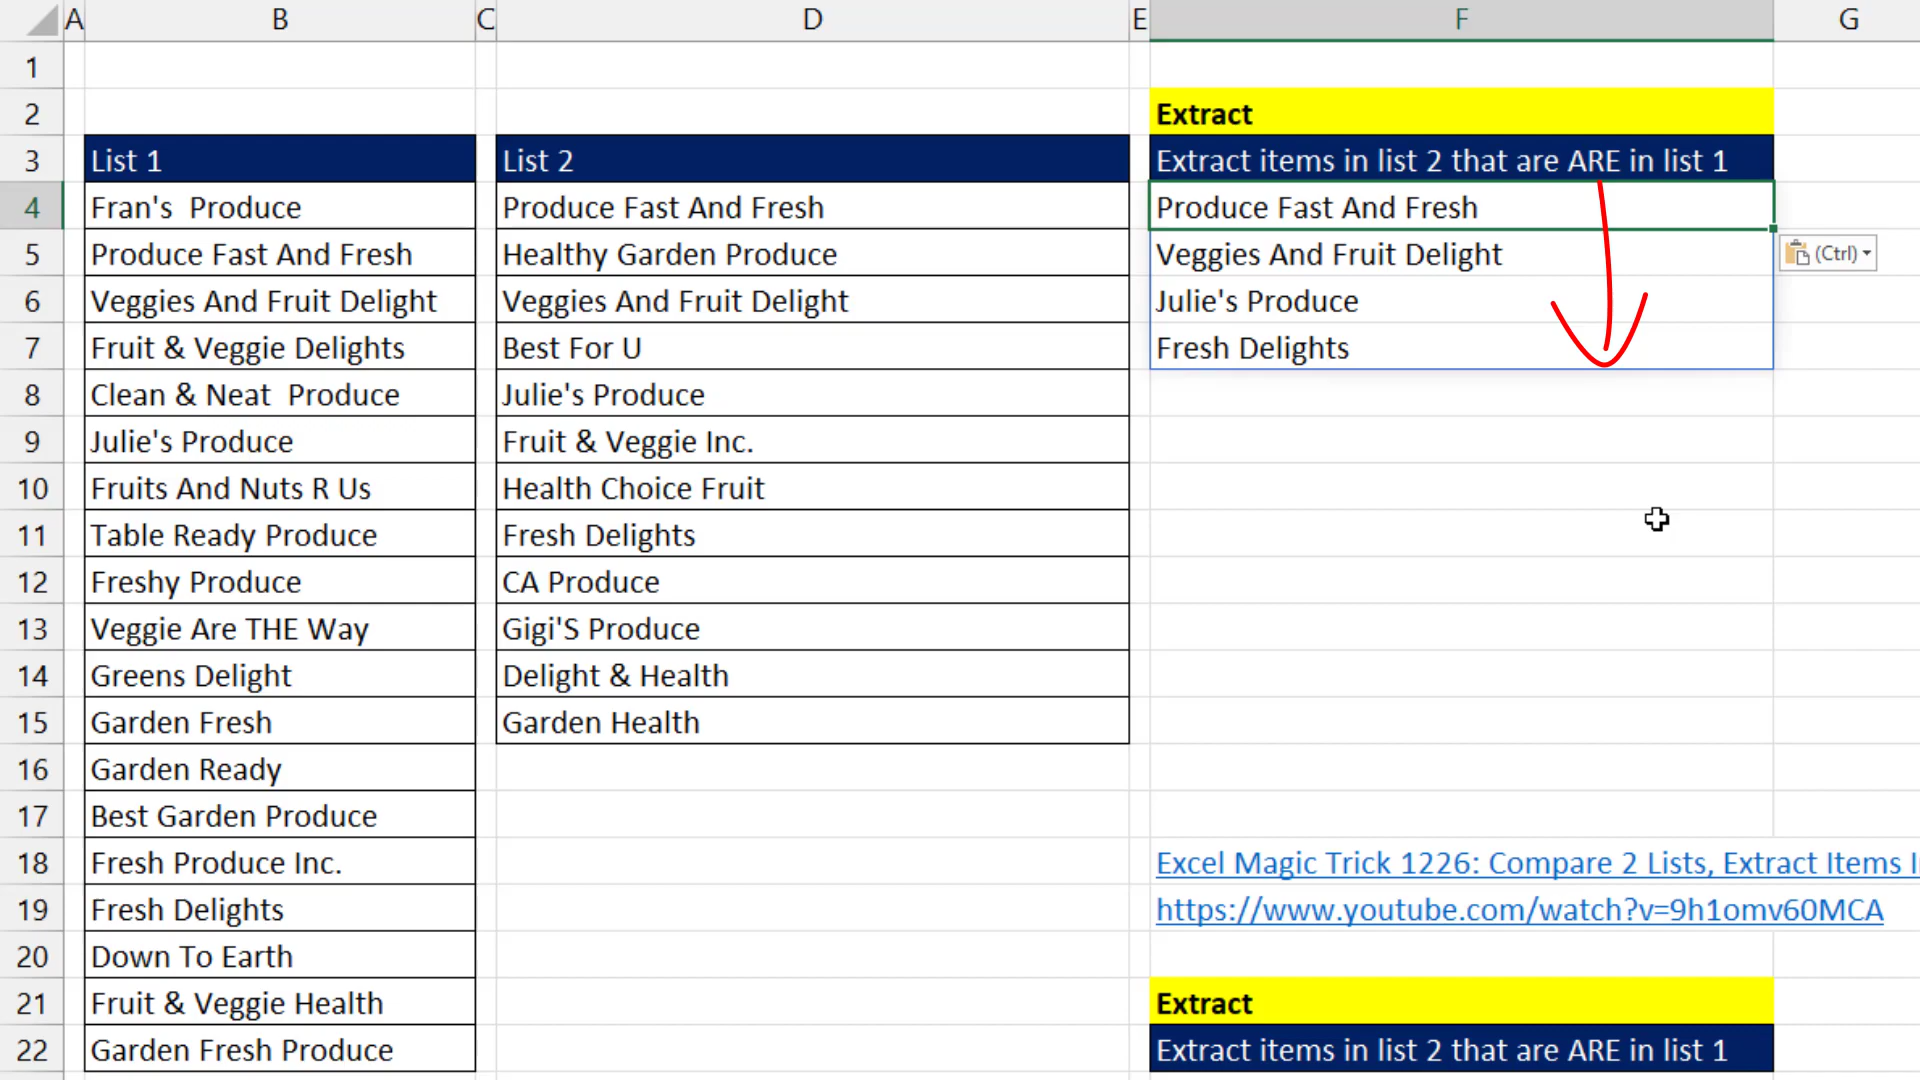 A B C D E F G
1
2 Extract
3 List 1 List 2 Extract items in list 2 that are ARE in list 1
4 Fran's  Produce Produce Fast And Fresh Produce Fast And Fresh
5 Produce Fast And Fresh Healthy Garden Produce Veggies And Fruit Delight (Ctrl)
6 Veggies And Fruit Delight Veggies And Fruit Delight Julie's Produce
7 Fruit & Veggie Delights Best For U Fresh Delights
8 Clean & Neat  Produce Julie's Produce
9 Julie's Produce Fruit & Veggie Inc.
10 Fruits And Nuts R Us Health Choice Fruit
11 Table Ready Produce Fresh Delights
12 Freshy Produce CA Produce
13 Veggie Are THE Way Gigi'S Produce
14 Greens Delight Delight & Health
15 Garden Fresh Garden Health
16 Garden Ready
17 Best Garden Produce
18 Fresh Produce Inc. Excel Magic Trick 1226: Compare 2 Lists, Extract Items
19 Fresh Delights https://www.youtube.com/watch?v=9h1omv60MCA
20 Down To Earth
21 Fruit & Veggie Health Extract
22 Garden Fresh Produce Extract items in list 2 that are ARE in list 1